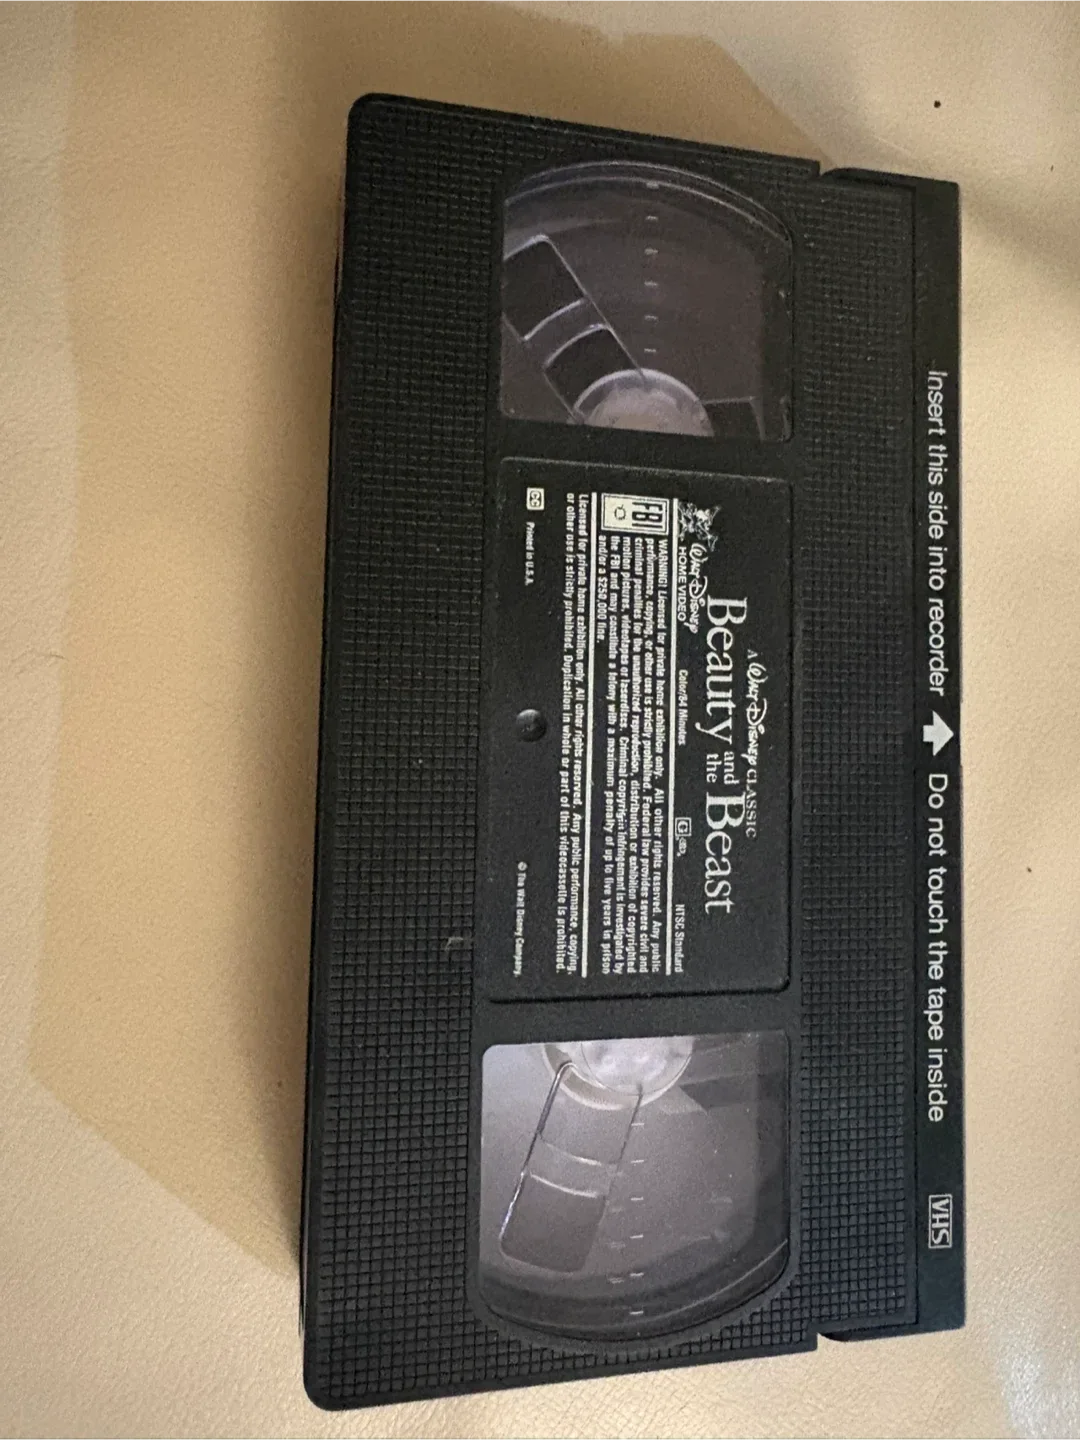 Insert this side into recorder Do not touch the tape inside VHS
A WALT DISNEY CLASSIC
Beauty and the Beast
WALT DISNEY
HOME VIDEO
Color/84 Minutes G NTSC Standard
FBI
WARNING! Licensed for private home exhibition only. All other rights reserved. Any public
performance, copying, or other use is strictly prohibited. Federal law provides severe civil and
criminal penalties for the unauthorized reproduction, distribution or exhibition of copyrighted
motion pictures, videotapes or laserdiscs. Criminal copyright infringement is investigated by
the FBI and may constitute a felony with a maximum penalty of up to five years in prison
and/or a $250,000 fine.
Licensed for private home exhibition only. All other rights reserved. Any public performance, copying,
or other use is strictly prohibited. Duplication in whole or part of this videocassette is prohibited.
CC Printed in U.S.A. © The Walt Disney Company.